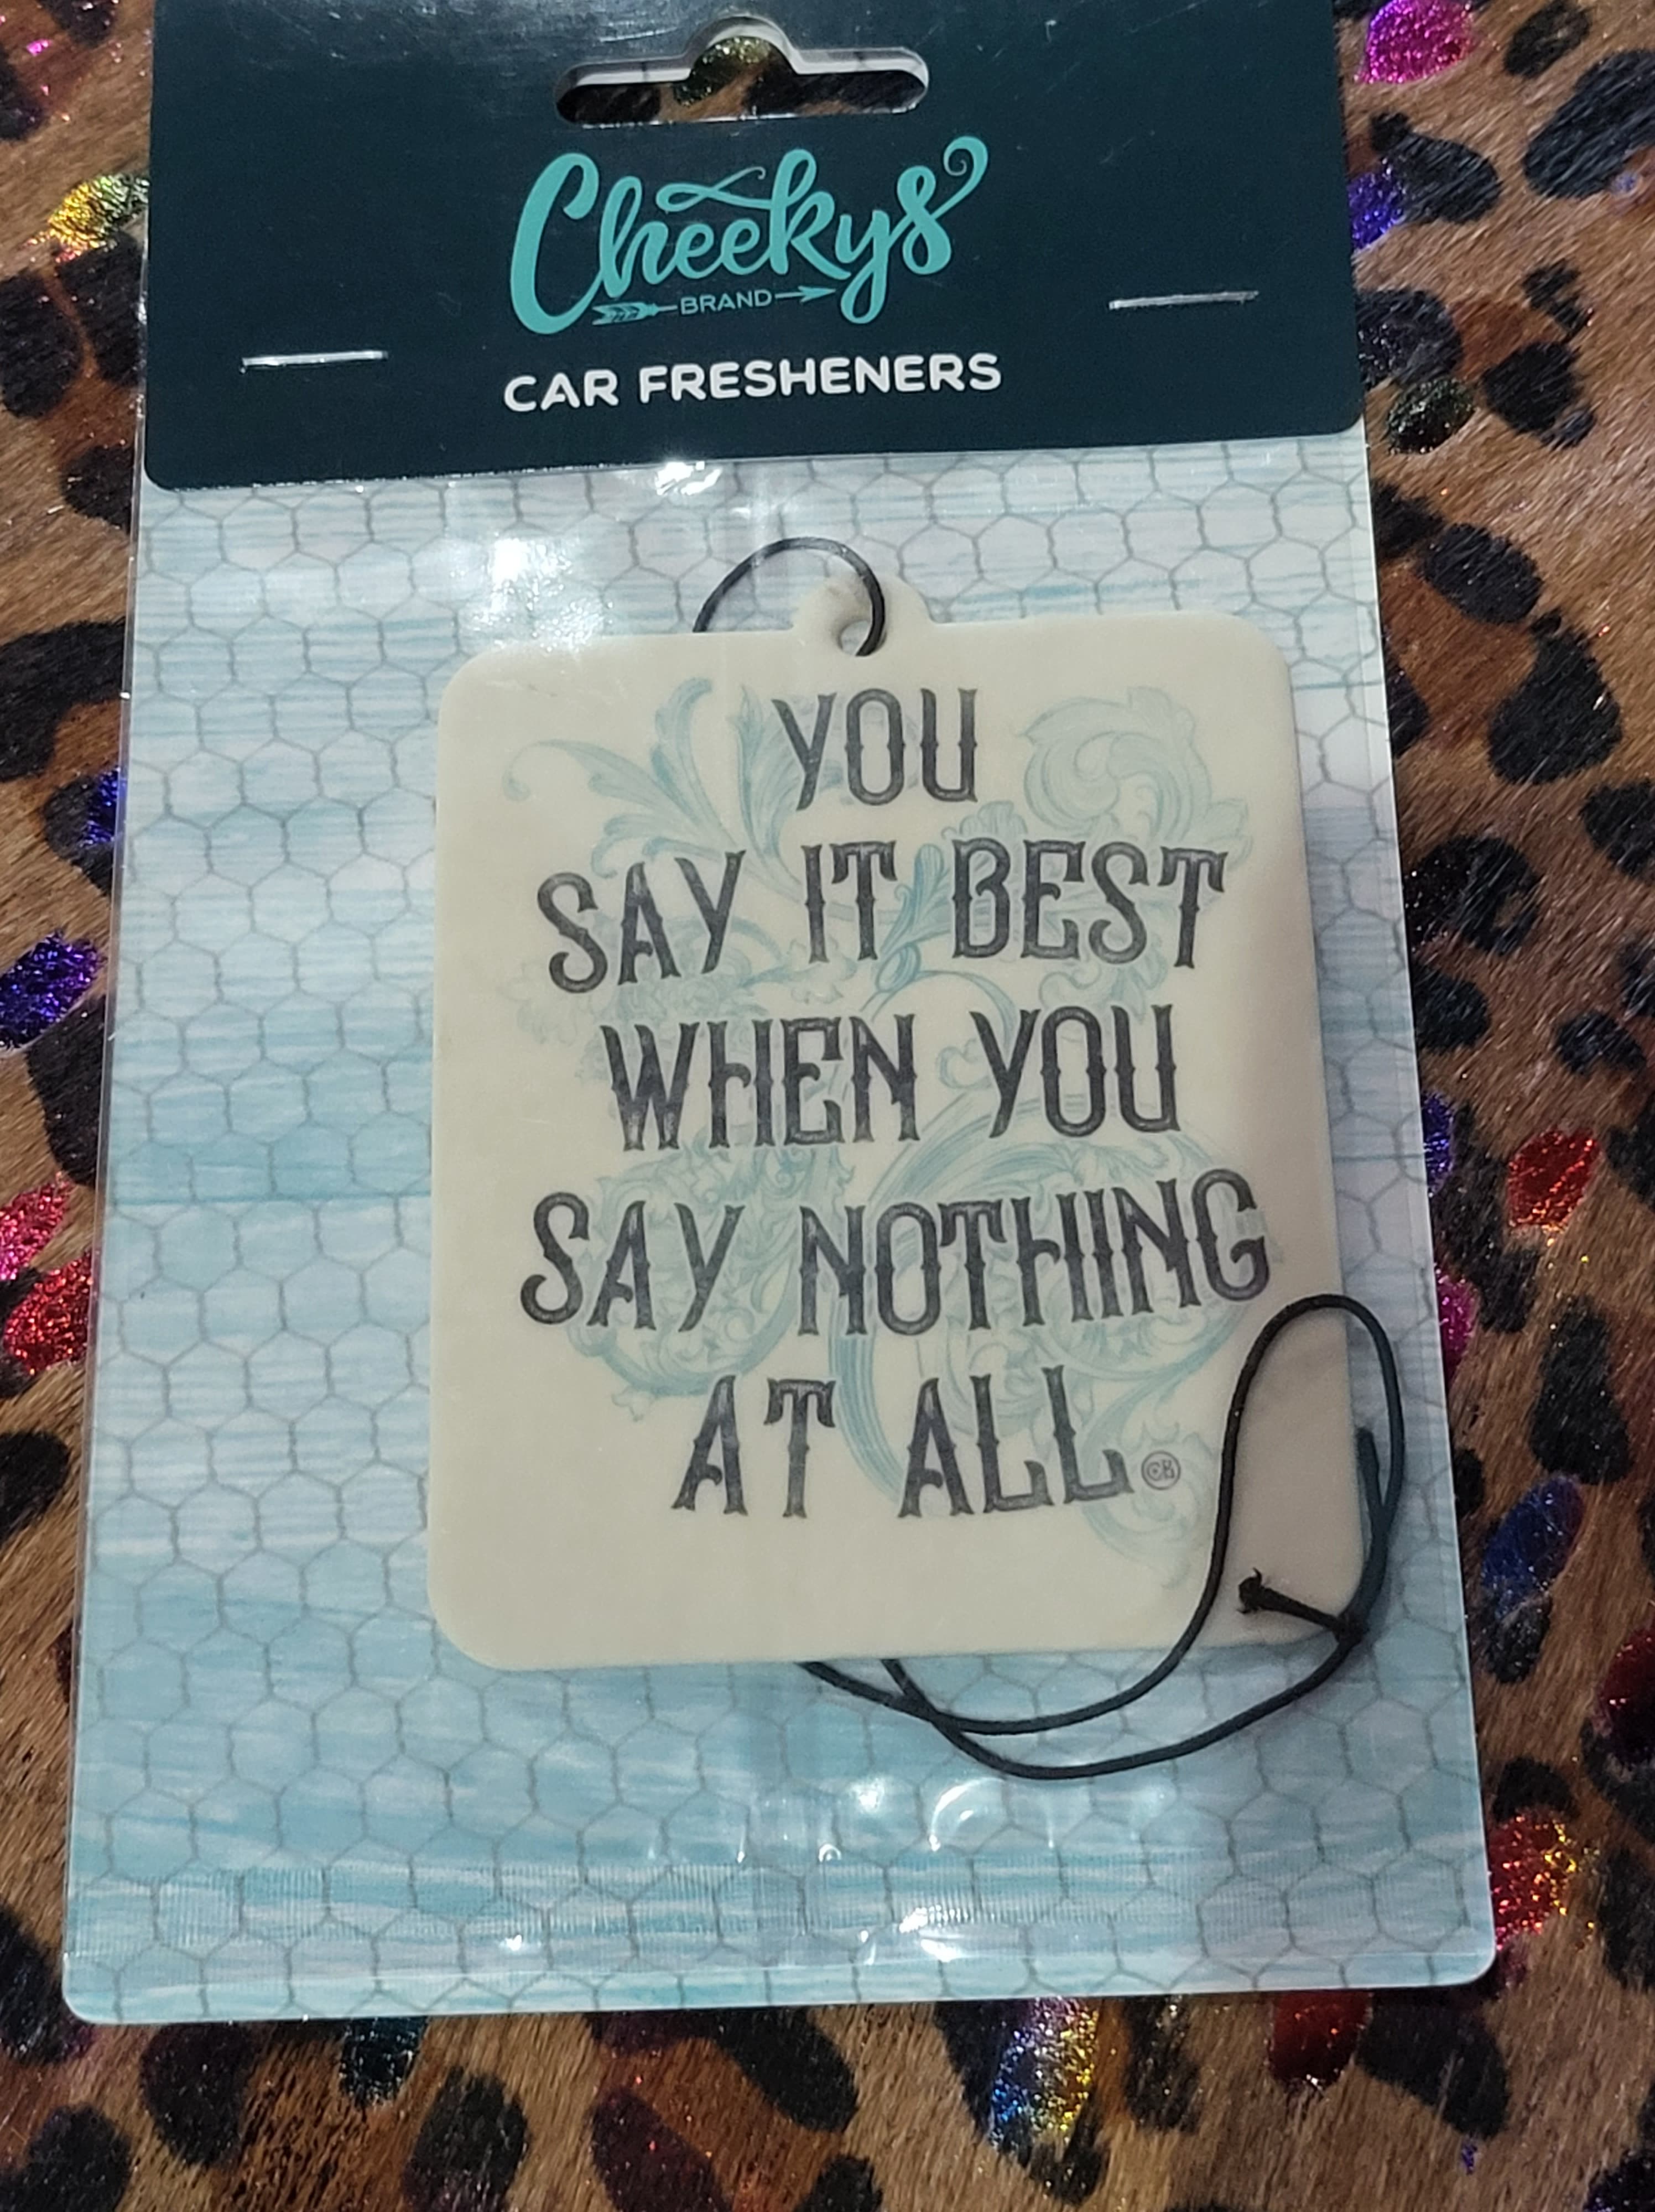 Cheekys
BRAND
CAR FRESHENERS
YOU
SAY IT BEST
WHEN YOU
SAY NOTHING
AT ALL